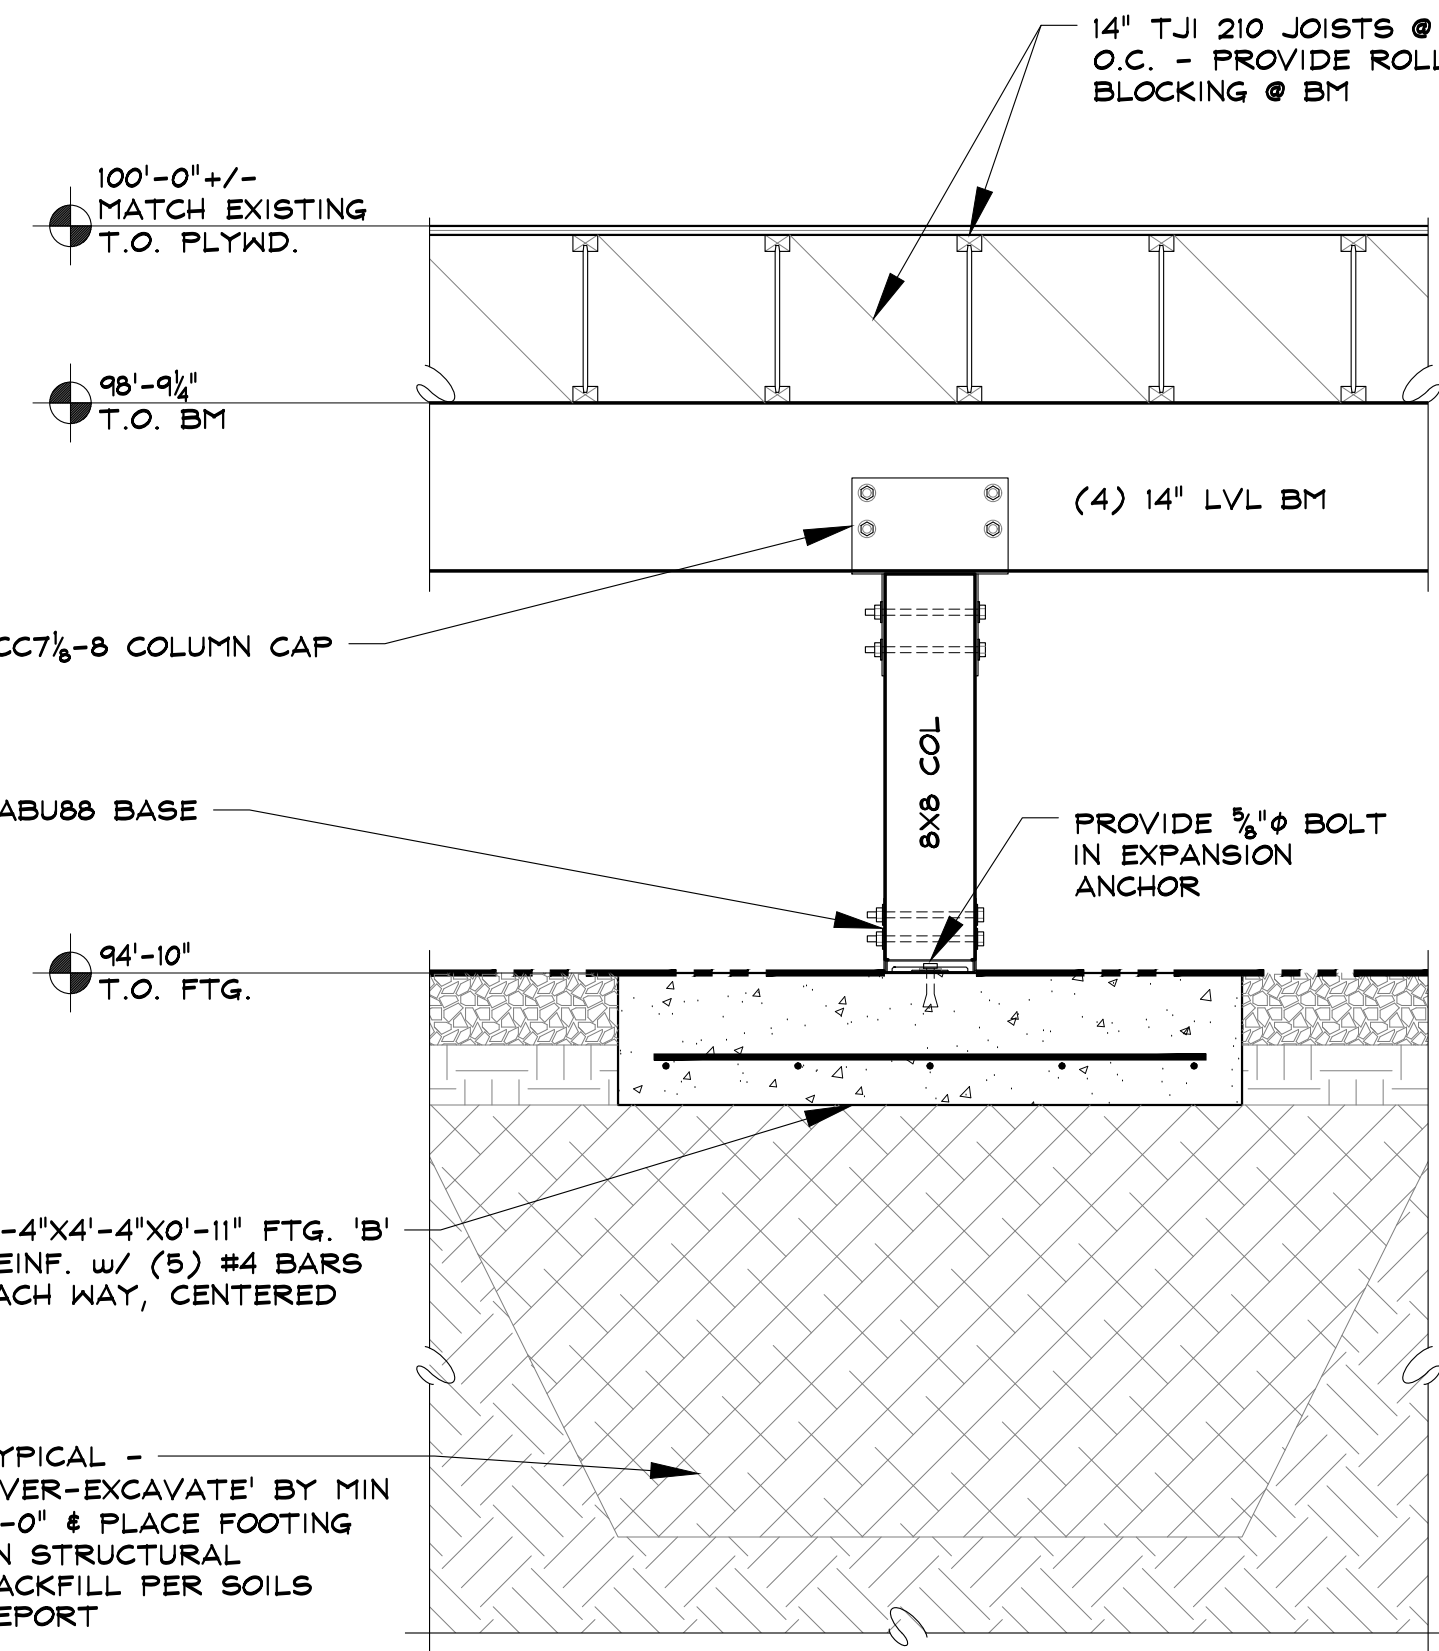 14" TJI 210 JOISTS @
O.C. - PROVIDE ROLL
BLOCKING @ BM
100'-0"+/-
MATCH EXISTING
T.O. PLYWD.
98'-9¼"
T.O. BM
(4) 14" LVL BM
CC7⅛-8 COLUMN CAP
8X8 COL
ABU88 BASE
PROVIDE ⅝"ϕ BOLT
IN EXPANSION
ANCHOR
94'-10"
T.O. FTG.
-4"X4'-4"X0'-11" FTG. 'B'
EINF. w/ (5) #4 BARS
ACH WAY, CENTERED
YPICAL -
VER-EXCAVATE' BY MIN
'-0" & PLACE FOOTING
N STRUCTURAL
ACKFILL PER SOILS
EPORT